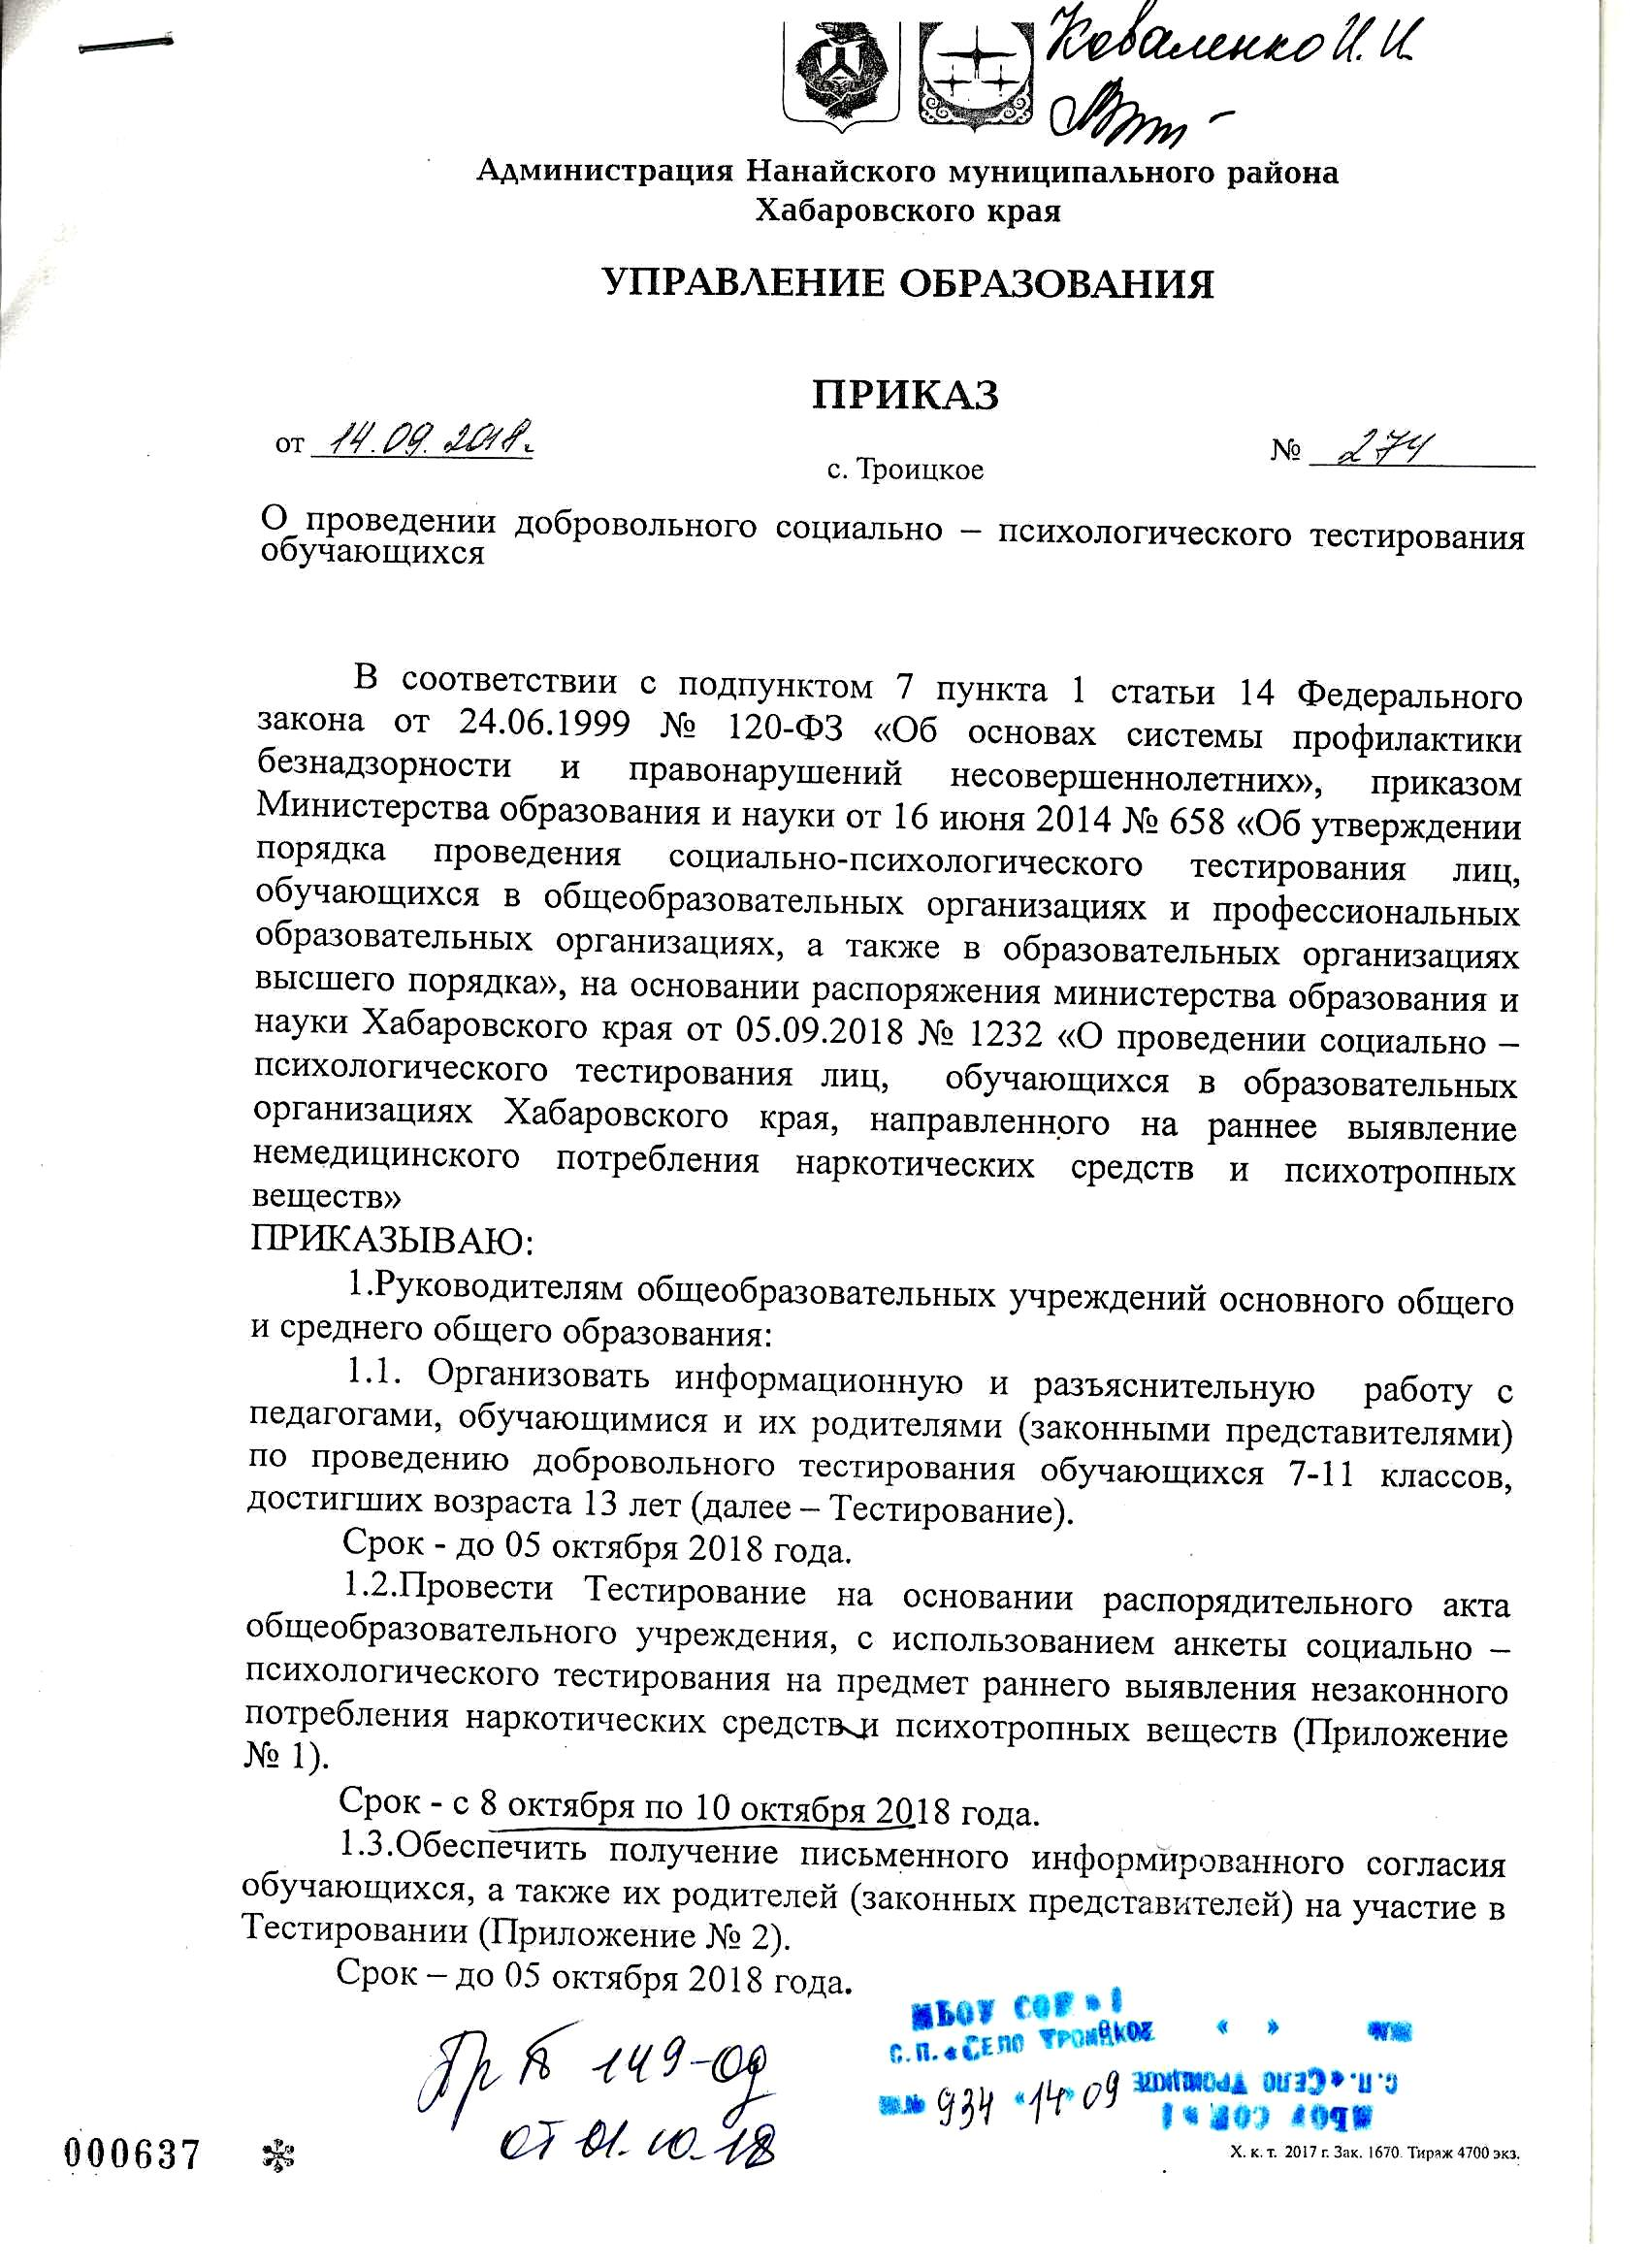 Коваленко И. И.
Администрация Нанайского муниципального района
Хабаровского края
УПРАВЛЕНИЕ ОБРАЗОВАНИЯ
ПРИКАЗ
от 14.09.2018г. № 274
с. Троицкое
О проведении добровольного социально – психологического тестирования
обучающихся
В соответствии с подпунктом 7 пункта 1 статьи 14 Федерального
закона от 24.06.1999 № 120-ФЗ «Об основах системы профилактики
безнадзорности и правонарушений несовершеннолетних», приказом
Министерства образования и науки от 16 июня 2014 № 658 «Об утверждении
порядка проведения социально-психологического тестирования лиц,
обучающихся в общеобразовательных организациях и профессиональных
образовательных организациях, а также в образовательных организациях
высшего порядка», на основании распоряжения министерства образования и
науки Хабаровского края от 05.09.2018 № 1232 «О проведении социально –
психологического тестирования лиц, обучающихся в образовательных
организациях Хабаровского края, направленного на раннее выявление
немедицинского потребления наркотических средств и психотропных
веществ»
ПРИКАЗЫВАЮ:
1.Руководителям общеобразовательных учреждений основного общего
и среднего общего образования:
1.1. Организовать информационную и разъяснительную работу с
педагогами, обучающимися и их родителями (законными представителями)
по проведению добровольного тестирования обучающихся 7-11 классов,
достигших возраста 13 лет (далее – Тестирование).
Срок - до 05 октября 2018 года.
1.2.Провести Тестирование на основании распорядительного акта
общеобразовательного учреждения, с использованием анкеты социально –
психологического тестирования на предмет раннего выявления незаконного
потребления наркотических средств и психотропных веществ (Приложение
№ 1).
Срок - с 8 октября по 10 октября 2018 года.
1.3.Обеспечить получение письменного информированного согласия
обучающихся, а также их родителей (законных представителей) на участие в
Тестировании (Приложение № 2).
Срок – до 05 октября 2018 года.
МБОУ СОШ № 1
С.П. «СЕЛО ТРОИЦКОЕ
934 «14» 09
С.П. «СЕЛО ТРОИЦКОЕ
МБОУ СОШ № 1
Пр № 149-од
от 01.10.18
000637
Х. к. т. 2017 г. Зак. 1670. Тираж 4700 экз.